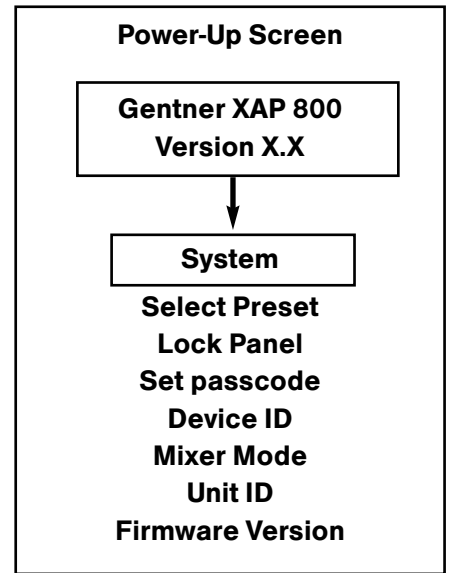 Power-Up Screen
Gentner XAP 800
Version X.X
System
Select Preset
Lock Panel
Set passcode
Device ID
Mixer Mode
Unit ID
Firmware Version